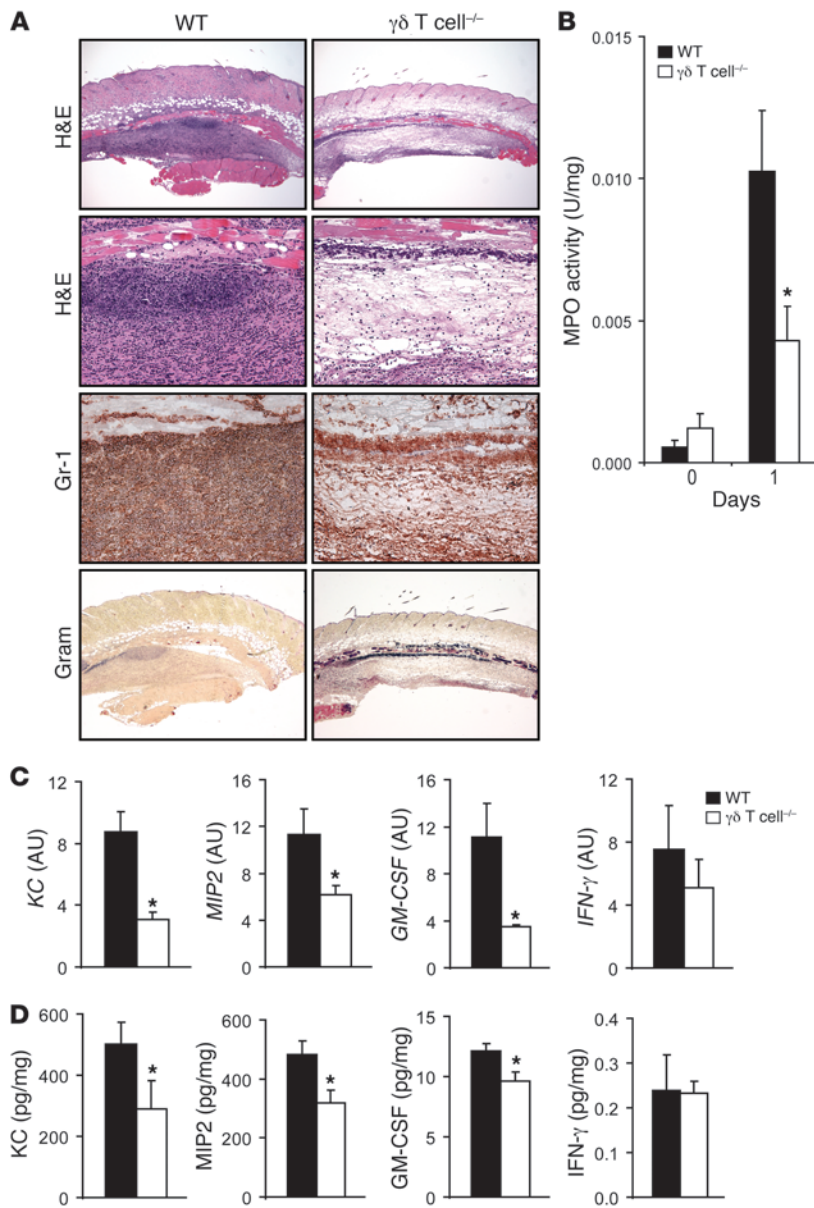 A
WT
γδ T cell–/–
H&E
H&E
Gr-1
Gram
B
MPO activity (U/mg)
0.015
0.010
0.005
0.000
WT
γδ T cell–/–
*
0
1
Days
C
KC (AU)
12
8
4
0
*
MIP2 (AU)
16
12
8
4
0
*
GM-CSF (AU)
16
12
8
4
0
*
IFN-γ (AU)
12
8
4
0
WT
γδ T cell–/–
D
KC (pg/mg)
600
400
200
0
*
MIP2 (pg/mg)
600
400
200
0
*
GM-CSF (pg/mg)
15
10
5
0
*
IFN-γ (pg/mg)
0.4
0.3
0.2
0.1
0.0